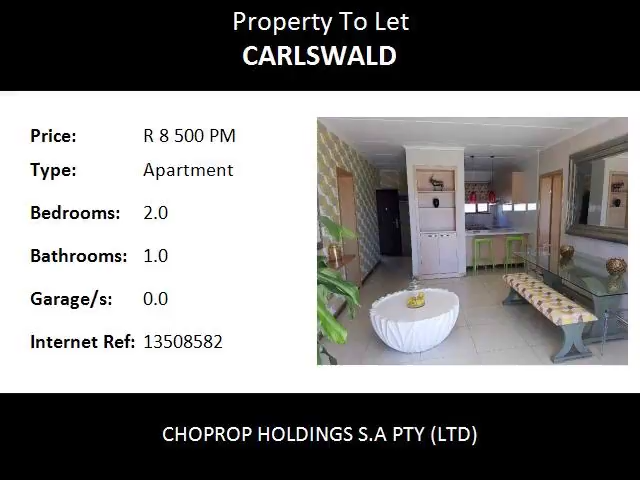 Property To Let
CARLSWALD
Price: R 8 500 PM
Type: Apartment
Bedrooms: 2.0
Bathrooms: 1.0
Garage/s: 0.0
Internet Ref: 13508582
CHOPROP HOLDINGS S.A PTY (LTD)